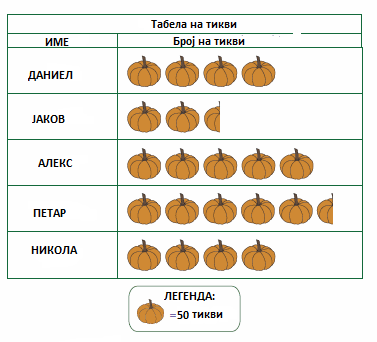 Табела на тикви
ИМЕ Број на тикви
ДАНИЕЛ
ЈАКОВ
АЛЕКС
ПЕТАР
НИКОЛА
ЛЕГЕНДА:
=50 тикви